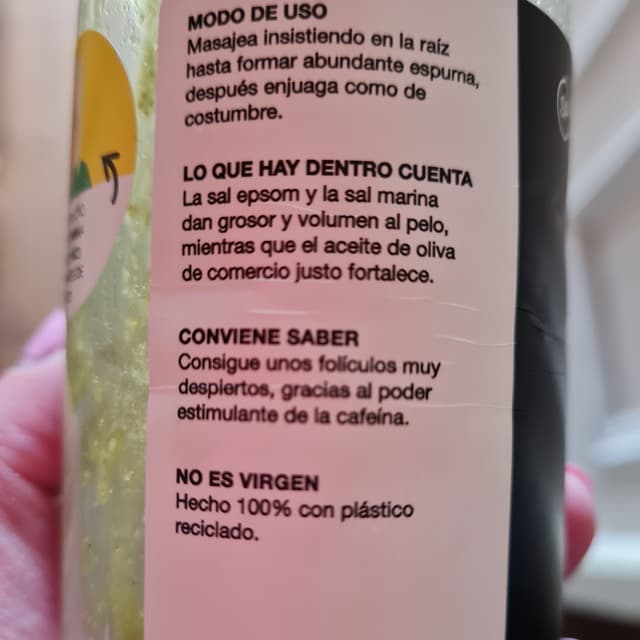 MODO DE USO
Masajea insistiendo en la raíz
hasta formar abundante espuma,
después enjuaga como de
costumbre.
LO QUE HAY DENTRO CUENTA
La sal epsom y la sal marina
dan grosor y volumen al pelo,
mientras que el aceite de oliva
de comercio justo fortalece.
CONVIENE SABER
Consigue unos folículos muy
despiertos, gracias al poder
estimulante de la cafeína.
NO ES VIRGEN
Hecho 100% con plástico
reciclado.